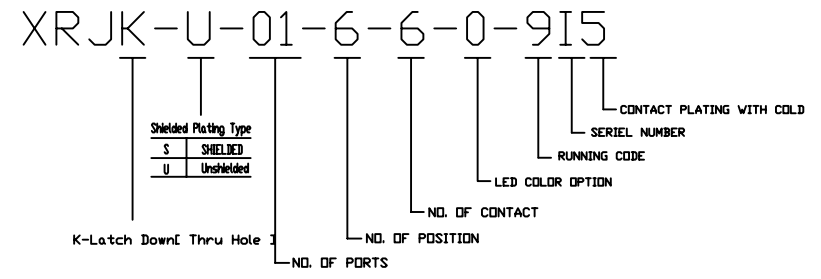 XRJK-U-01-6-6-0-9I5
CONTACT PLATING WITH COLD
Shielded Plating Type
SERIEL NUMBER
S SHIELDED
RUNNING CODE
U Unshielded
LED COLOR OPTION
NO. OF CONTACT
K-Latch Down[ Thru Hole ]
NO. OF POSITION
NO. OF PORTS